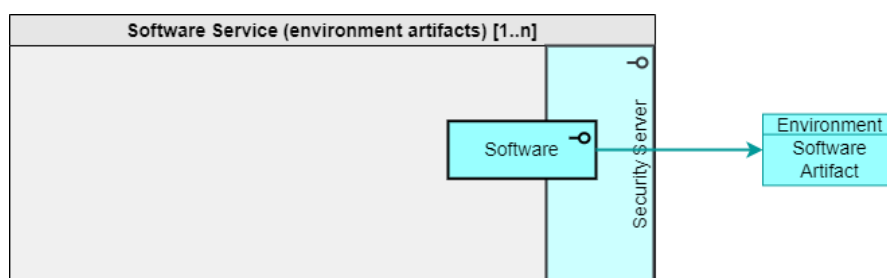 Software Service (environment artifacts) [1..n]
Software
Security Server
Environment
Software
Artifact